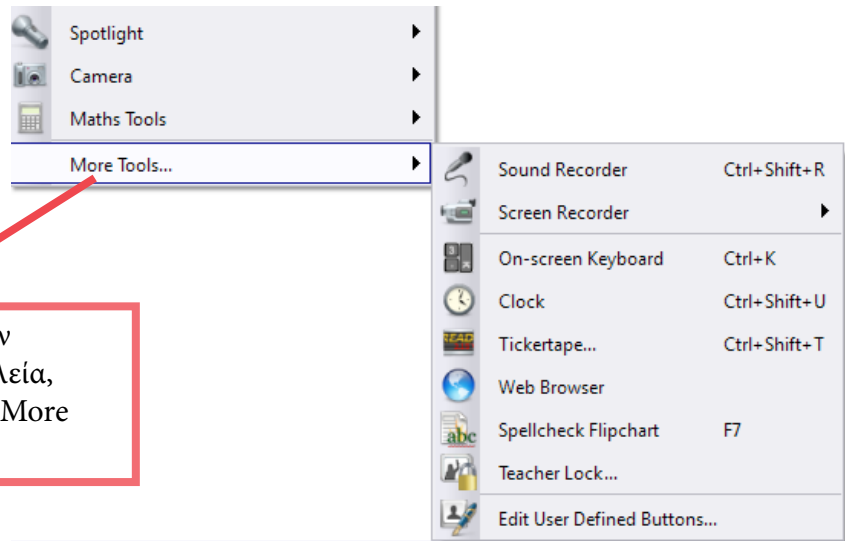 Spotlight
Camera
Maths Tools
More Tools...
Sound Recorder Ctrl+Shift+R
Screen Recorder
On-screen Keyboard Ctrl+K
Clock Ctrl+Shift+U
Tickertape... Ctrl+Shift+T
Web Browser
Spellcheck Flipchart F7
Teacher Lock...
Edit User Defined Buttons...
More